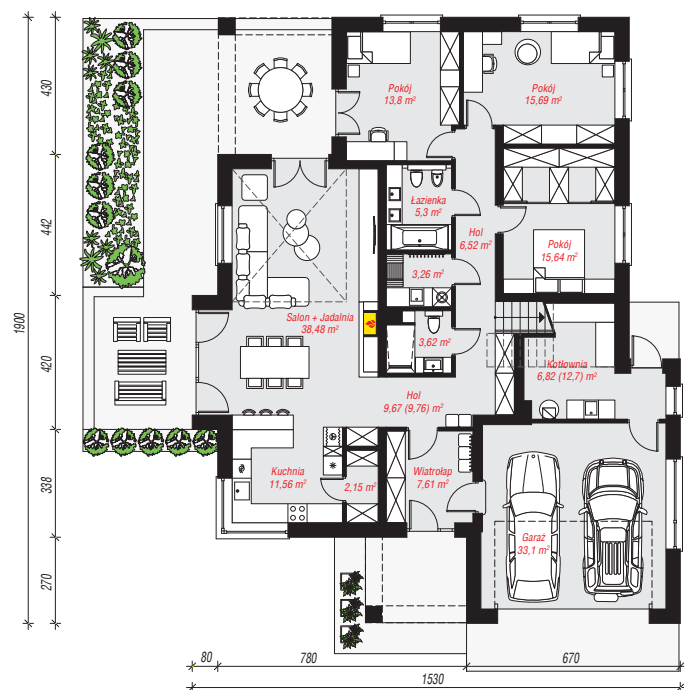 430
442
420
338
270
1900
Pokój
13,8 m²
Pokój
15,69 m²
Łazienka
5,3 m²
Hol
6,52 m²
Pokój
15,64 m²
3,26 m²
Salon + Jadalnia
38,48 m²
3,62 m²
Kotłownia
6,82 (12,7) m²
Hol
9,67 (9,76) m²
Kuchnia
11,56 m²
2,15 m²
Wiatrołap
7,61 m²
Garaż
33,1 m²
80
780
670
1530